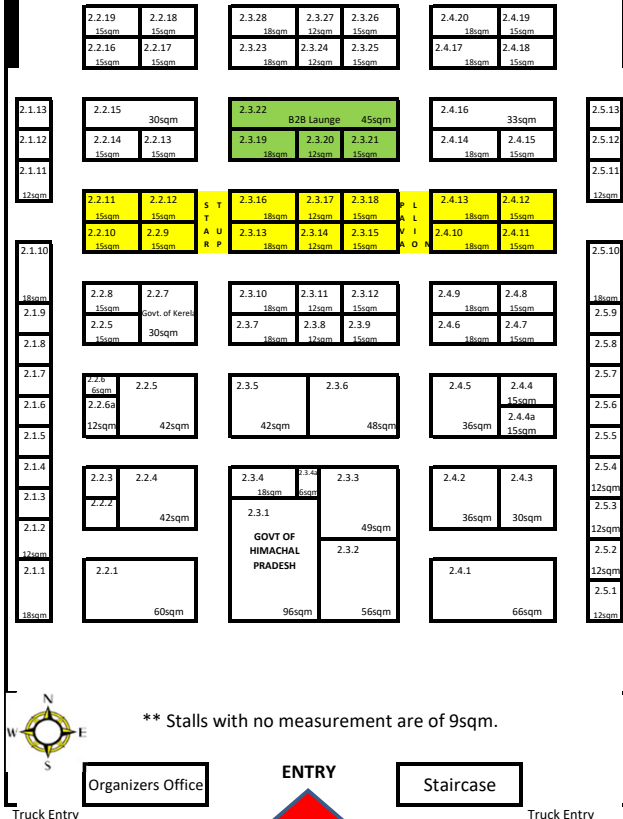 2.2.19 2.2.18 2.3.28 2.3.27 2.3.26 2.4.20 2.4.19
15sqm 15sqm 18sqm 12sqm 15sqm 18sqm 15sqm
2.2.16 2.2.17 2.3.23 2.3.24 2.3.25 2.4.17 2.4.18
15sqm 15sqm 18sqm 12sqm 15sqm 18sqm 15sqm
2.1.13 2.2.15 2.3.22 2.4.16 2.5.13
30sqm B2B Launge 45sqm 33sqm
2.1.12 2.2.14 2.2.13 2.3.19 2.3.20 2.3.21 2.4.14 2.4.15 2.5.12
15sqm 15sqm 18sqm 12sqm 15sqm 18sqm 15sqm
2.1.11 2.5.11
12sqm 12sqm
2.2.11 2.2.12 S T 2.3.16 2.3.17 2.3.18 P L 2.4.13 2.4.12
15sqm 15sqm T 18sqm 12sqm 15sqm A L 18sqm 15sqm
2.2.10 2.2.9 A U 2.3.13 2.3.14 2.3.15 V I 2.4.10 2.4.11
15sqm 15sqm R P 18sqm 12sqm 15sqm A O N 18sqm 15sqm
2.1.10 2.5.10
18sqm 18sqm
2.2.8 2.2.7 2.3.10 2.3.11 2.3.12 2.4.9 2.4.8
15sqm Govt. of Kerela 18sqm 12sqm 15sqm 18sqm 15sqm
2.1.9 2.5.9
2.2.5 30sqm 2.3.7 2.3.8 2.3.9 2.4.6 2.4.7
15sqm 18sqm 12sqm 15sqm 18sqm 15sqm
2.1.8 2.5.8
2.1.7 2.5.7
2.2.6 2.2.5 2.3.5 2.3.6 2.4.5 2.4.4
6sqm 15sqm
2.1.6 2.2.6a 2.4.4a 2.5.6
12sqm 42sqm 42sqm 48sqm 36sqm 15sqm
2.1.5 2.5.5
2.1.4 2.5.4
2.2.3 2.2.4 2.3.4 2.3.4a 2.3.3 2.4.2 2.4.3
18sqm 6sqm 12sqm
2.1.3 2.2.2 2.5.3
2.3.1
42sqm 49sqm 36sqm 30sqm
2.1.2 12sqm
GOVT OF
HIMACHAL
PRADESH
2.3.2 2.5.2
12sqm
2.1.1 2.2.1 2.4.1 12sqm
2.5.1
18sqm 60sqm 96sqm 56sqm 66sqm 12sqm
N
W E
S
** Stalls with no measurement are of 9sqm.
Organizers Office ENTRY Staircase
Truck Entry Truck Entry